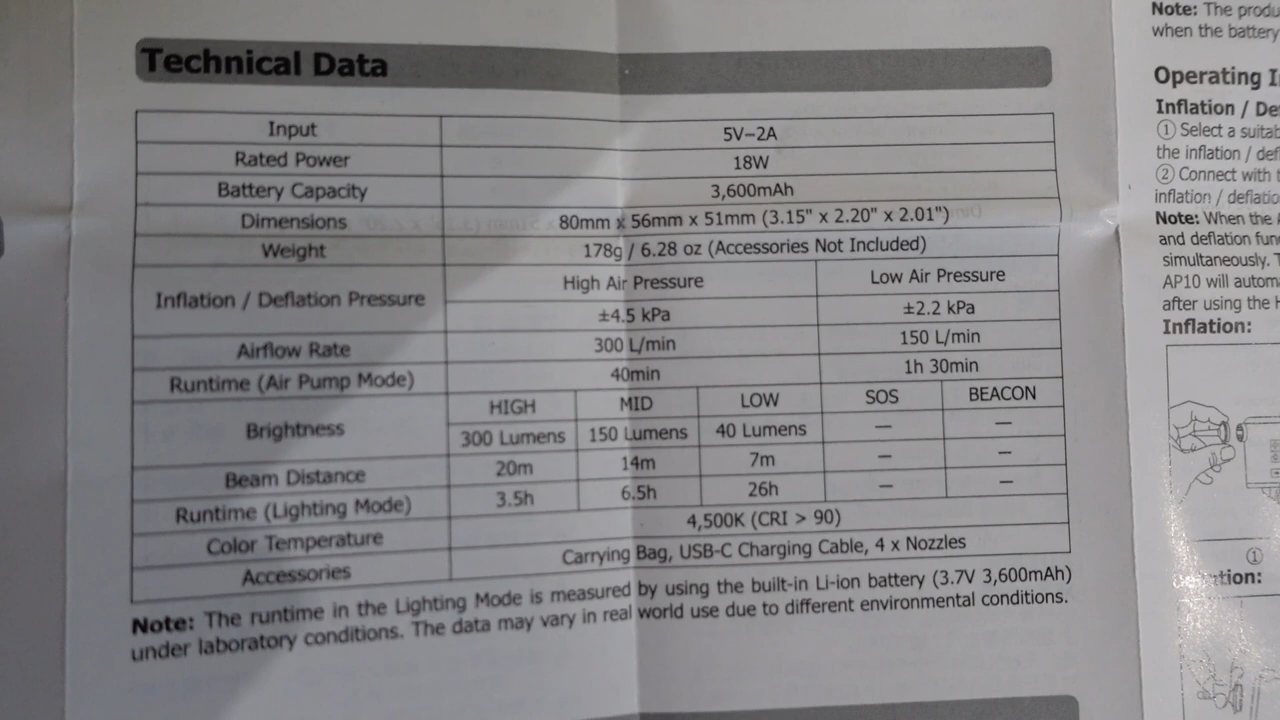 Technical Data
Input 5V–2A
Rated Power 18W
Battery Capacity 3,600mAh
Dimensions 80mm x 56mm x 51mm (3.15" x 2.20" x 2.01")
Weight 178g / 6.28 oz (Accessories Not Included)
Inflation / Deflation Pressure High Air Pressure Low Air Pressure
±4.5 kPa ±2.2 kPa
Airflow Rate 300 L/min 150 L/min
Runtime (Air Pump Mode) 40min 1h 30min
Brightness HIGH MID LOW SOS BEACON
300 Lumens 150 Lumens 40 Lumens — —
Beam Distance 20m 14m 7m — —
Runtime (Lighting Mode) 3.5h 6.5h 26h — —
Color Temperature 4,500K (CRI > 90)
Accessories Carrying Bag, USB-C Charging Cable, 4 x Nozzles
Note: The runtime in the Lighting Mode is measured by using the built-in Li-ion battery (3.7V 3,600mAh)
under laboratory conditions. The data may vary in real world use due to different environmental conditions.
Note: The
when the battery
Operating
Inflation /
① Select a
the inflation /
② Connect with
inflation /
Note: When the
and deflation
simultaneously.
AP10 will
after using the
Inflation:
①